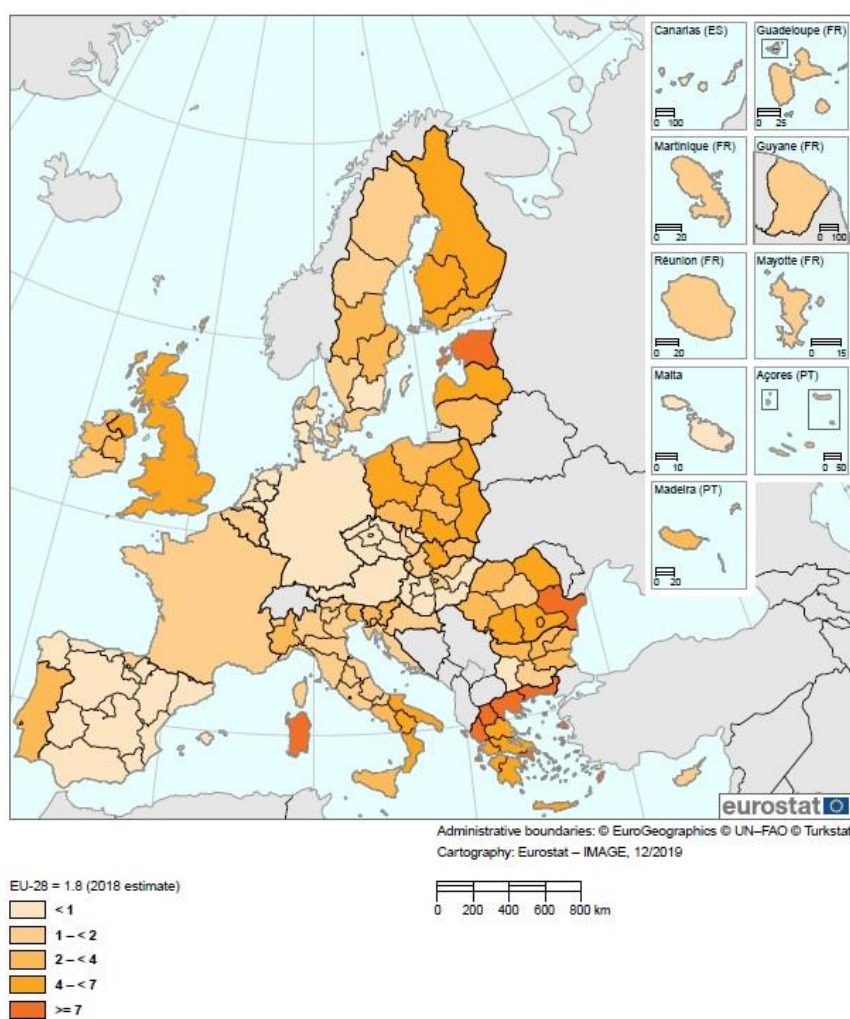 Canarias (ES)
0 100
Guadeloupe (FR)
0 25
Martinique (FR)
0 20
Guyane (FR)
0 100
Réunion (FR)
0 20
Mayotte (FR)
0 15
Malta
0 10
Açores (PT)
0 50
Madeira (PT)
0 20
eurostat
Administrative boundaries: © EuroGeographics © UN–FAO © Turkstat
Cartography: Eurostat – IMAGE, 12/2019
EU-28 = 1.8 (2018 estimate)
< 1
1 – < 2
2 – < 4
4 – < 7
>= 7
0 200 400 600 800 km